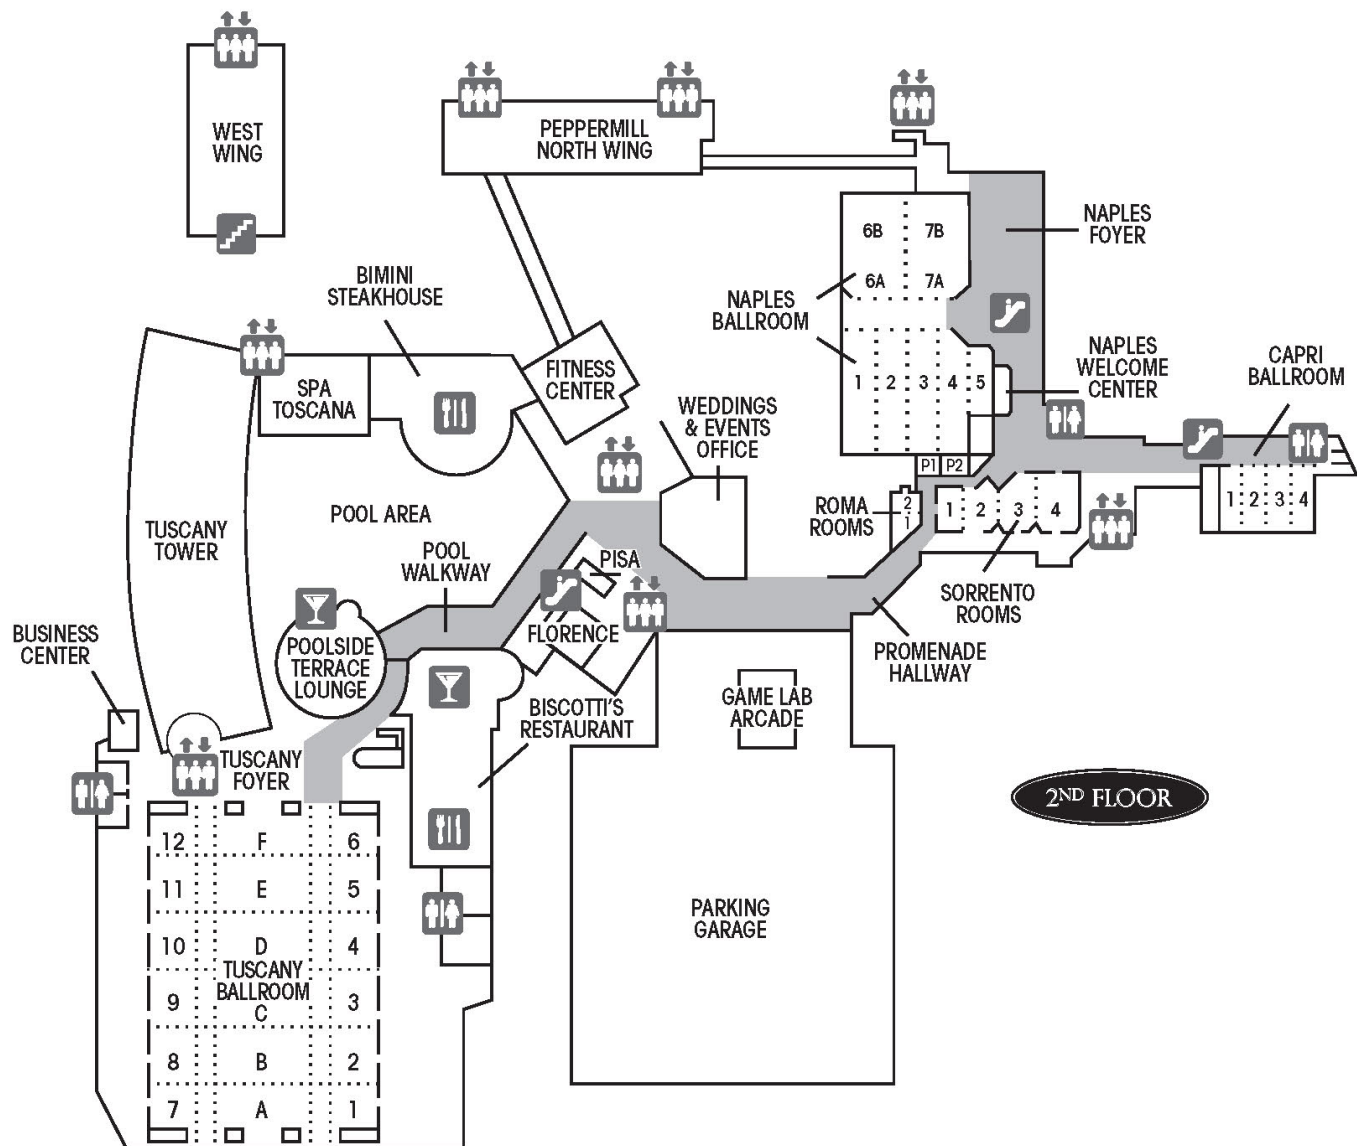 WEST
WING
PEPPERMILL
NORTH WING
NAPLES
FOYER
6B
7B
6A
7A
BIMINI
STEAKHOUSE
NAPLES
BALLROOM
NAPLES
WELCOME
CENTER
CAPRI
BALLROOM
FITNESS
CENTER
SPA
TOSCANA
1
2
3
4
5
WEDDINGS
& EVENTS
OFFICE
P1
P2
1
2
3
4
ROMA
ROOMS
2
1
1
2
3
4
POOL AREA
TUSCANY
TOWER
POOL
WALKWAY
PISA
SORRENTO
ROOMS
FLORENCE
BUSINESS
CENTER
POOLSIDE
TERRACE
LOUNGE
PROMENADE
HALLWAY
GAME LAB
ARCADE
BISCOTTI'S
RESTAURANT
TUSCANY
FOYER
2ND FLOOR
12
F
6
11
E
5
10
D
4
TUSCANY
BALLROOM
9
C
3
8
B
2
7
A
1
PARKING
GARAGE